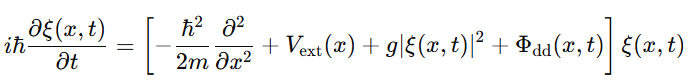 iℏ ∂ξ(x, t)/∂t = [ −ℏ²/2m ∂²/∂x² + V_ext(x) + g|ξ(x, t)|² + Φ_dd(x, t) ] ξ(x, t)